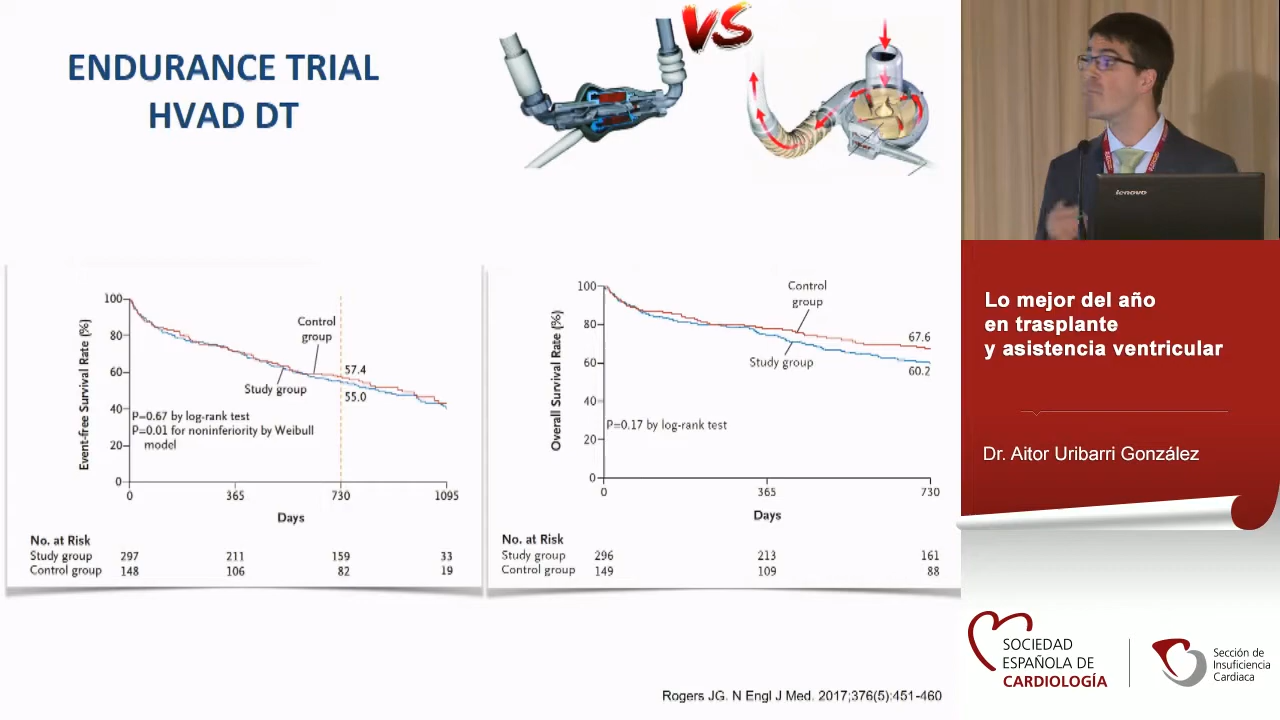 ENDURANCE TRIAL
HVAD DT
VS
Event-free Survival Rate (%)
100
80
60
40
20
0
Control
group
Study group
57.4
55.0
P=0.67 by log-rank test
P=0.01 for noninferiority by Weibull
model
0 365 730 1095
Days
No. at Risk
Study group 297 211 159 33
Control group 148 106 82 19
Overall Survival Rate (%)
100
80
60
40
20
0
Control
group
Study group
67.6
60.2
P=0.17 by log-rank test
0 365 730
Days
No. at Risk
Study group 296 213 161
Control group 149 109 88
Rogers JG. N Engl J Med. 2017;376(5):451-460
lenovo
Lo mejor del año
en trasplante
y asistencia ventricular
Dr. Aitor Uribarri González
SOCIEDAD
ESPAÑOLA DE
CARDIOLOGÍA
Sección de
Insuficiencia
Cardiaca